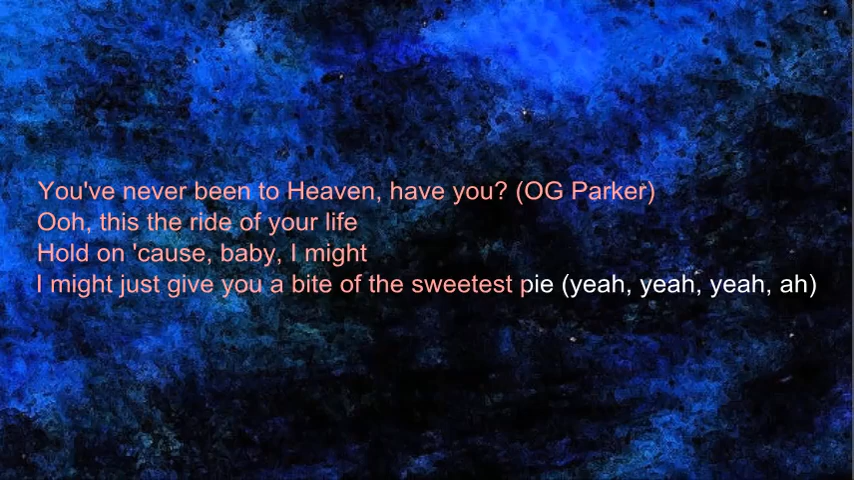 You've never been to Heaven, have you? (OG Parker)
Ooh, this the ride of your life
Hold on 'cause, baby, I might
I might just give you a bite of the sweetest pie (yeah, yeah, yeah, ah)